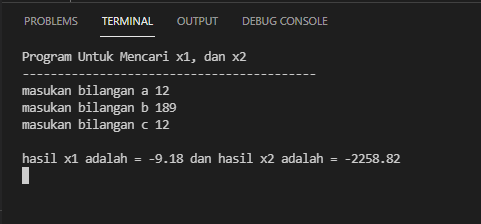 PROBLEMS TERMINAL OUTPUT DEBUG CONSOLE
Program Untuk Mencari x1, dan x2
------------------------------------------
masukan bilangan a 12
masukan bilangan b 189
masukan bilangan c 12
hasil x1 adalah = -9.18 dan hasil x2 adalah = -2258.82